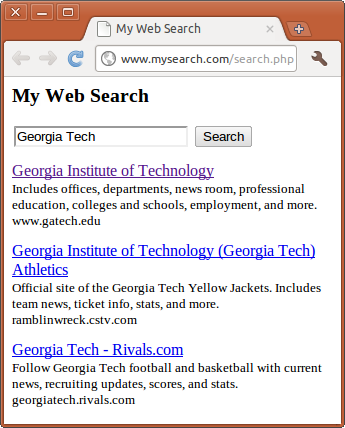 My Web Search
www.mysearch.com/search.php
My Web Search
Georgia Tech
Search
Georgia Institute of Technology
Includes offices, departments, news room, professional
education, colleges and schools, employment, and more.
www.gatech.edu
Georgia Institute of Technology (Georgia Tech)
Athletics
Official site of the Georgia Tech Yellow Jackets. Includes
team news, ticket info, stats, and more.
ramblinwreck.cstv.com
Georgia Tech - Rivals.com
Follow Georgia Tech football and basketball with current
news, recruiting updates, scores, and stats.
georgiatech.rivals.com